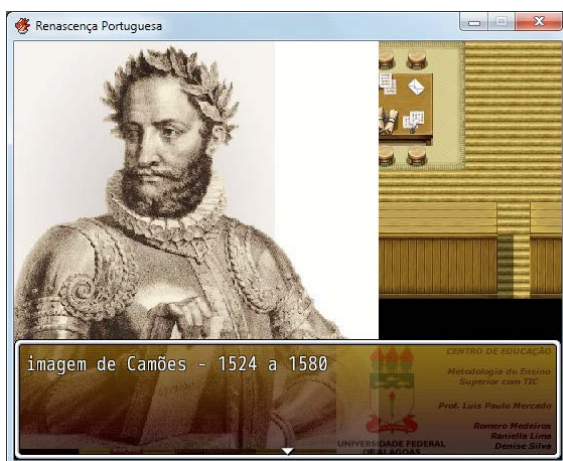 Renascença Portuguesa
imagem de Camões - 1524 a 1580
CENTRO DE EDUCAÇÃO
Metodologia do Ensino
Superior com TIC
Prof. Luis Paulo Mercado
Romero Medeiros
Raniella Lima
Denise Silva
UNIVERSIDADE FEDERAL
DE ALAGOAS